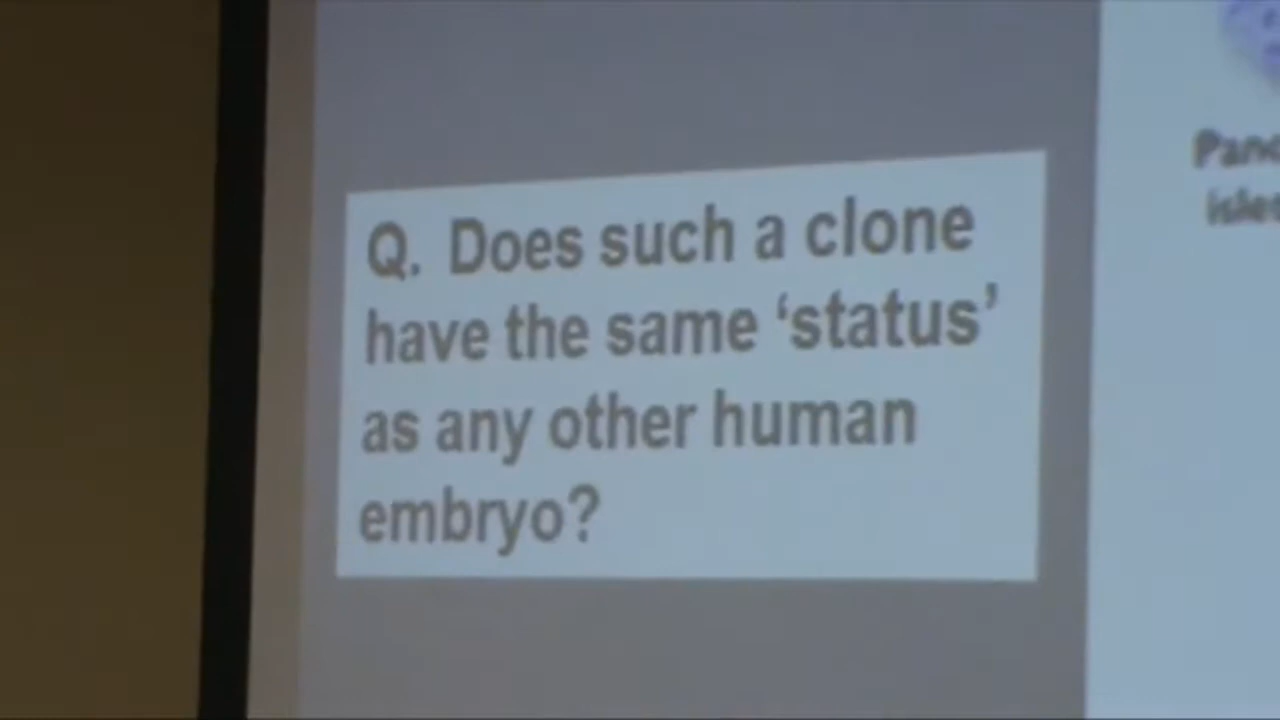 Q. Does such a clone
have the same ‘status’
as any other human
embryo?